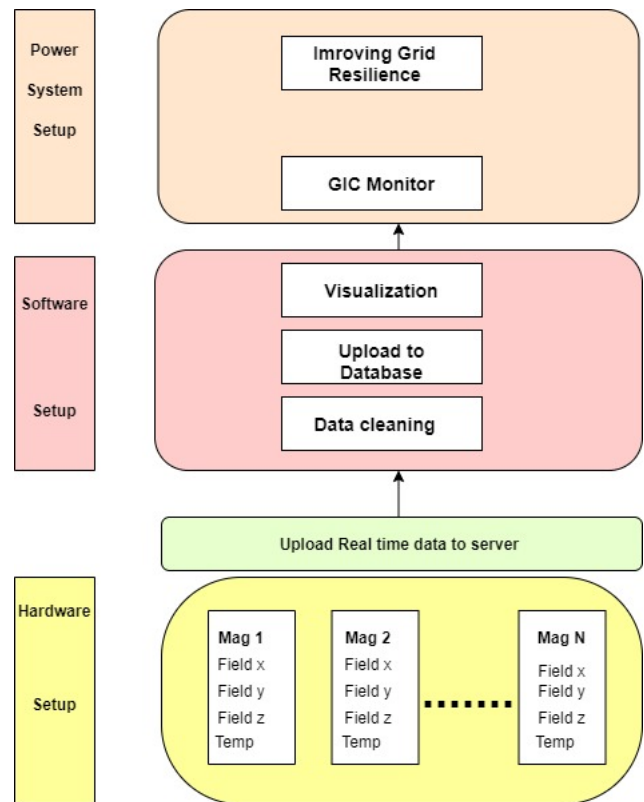 Power
System
Setup
Imroving Grid
Resilience
GIC Monitor
Software
Setup
Visualization
Upload to
Database
Data cleaning
Upload Real time data to server
Hardware
Setup
Mag 1
Field x
Field y
Field z
Temp
Mag 2
Field x
Field y
Field z
Temp
Mag N
Field x
Field y
Field z
Temp